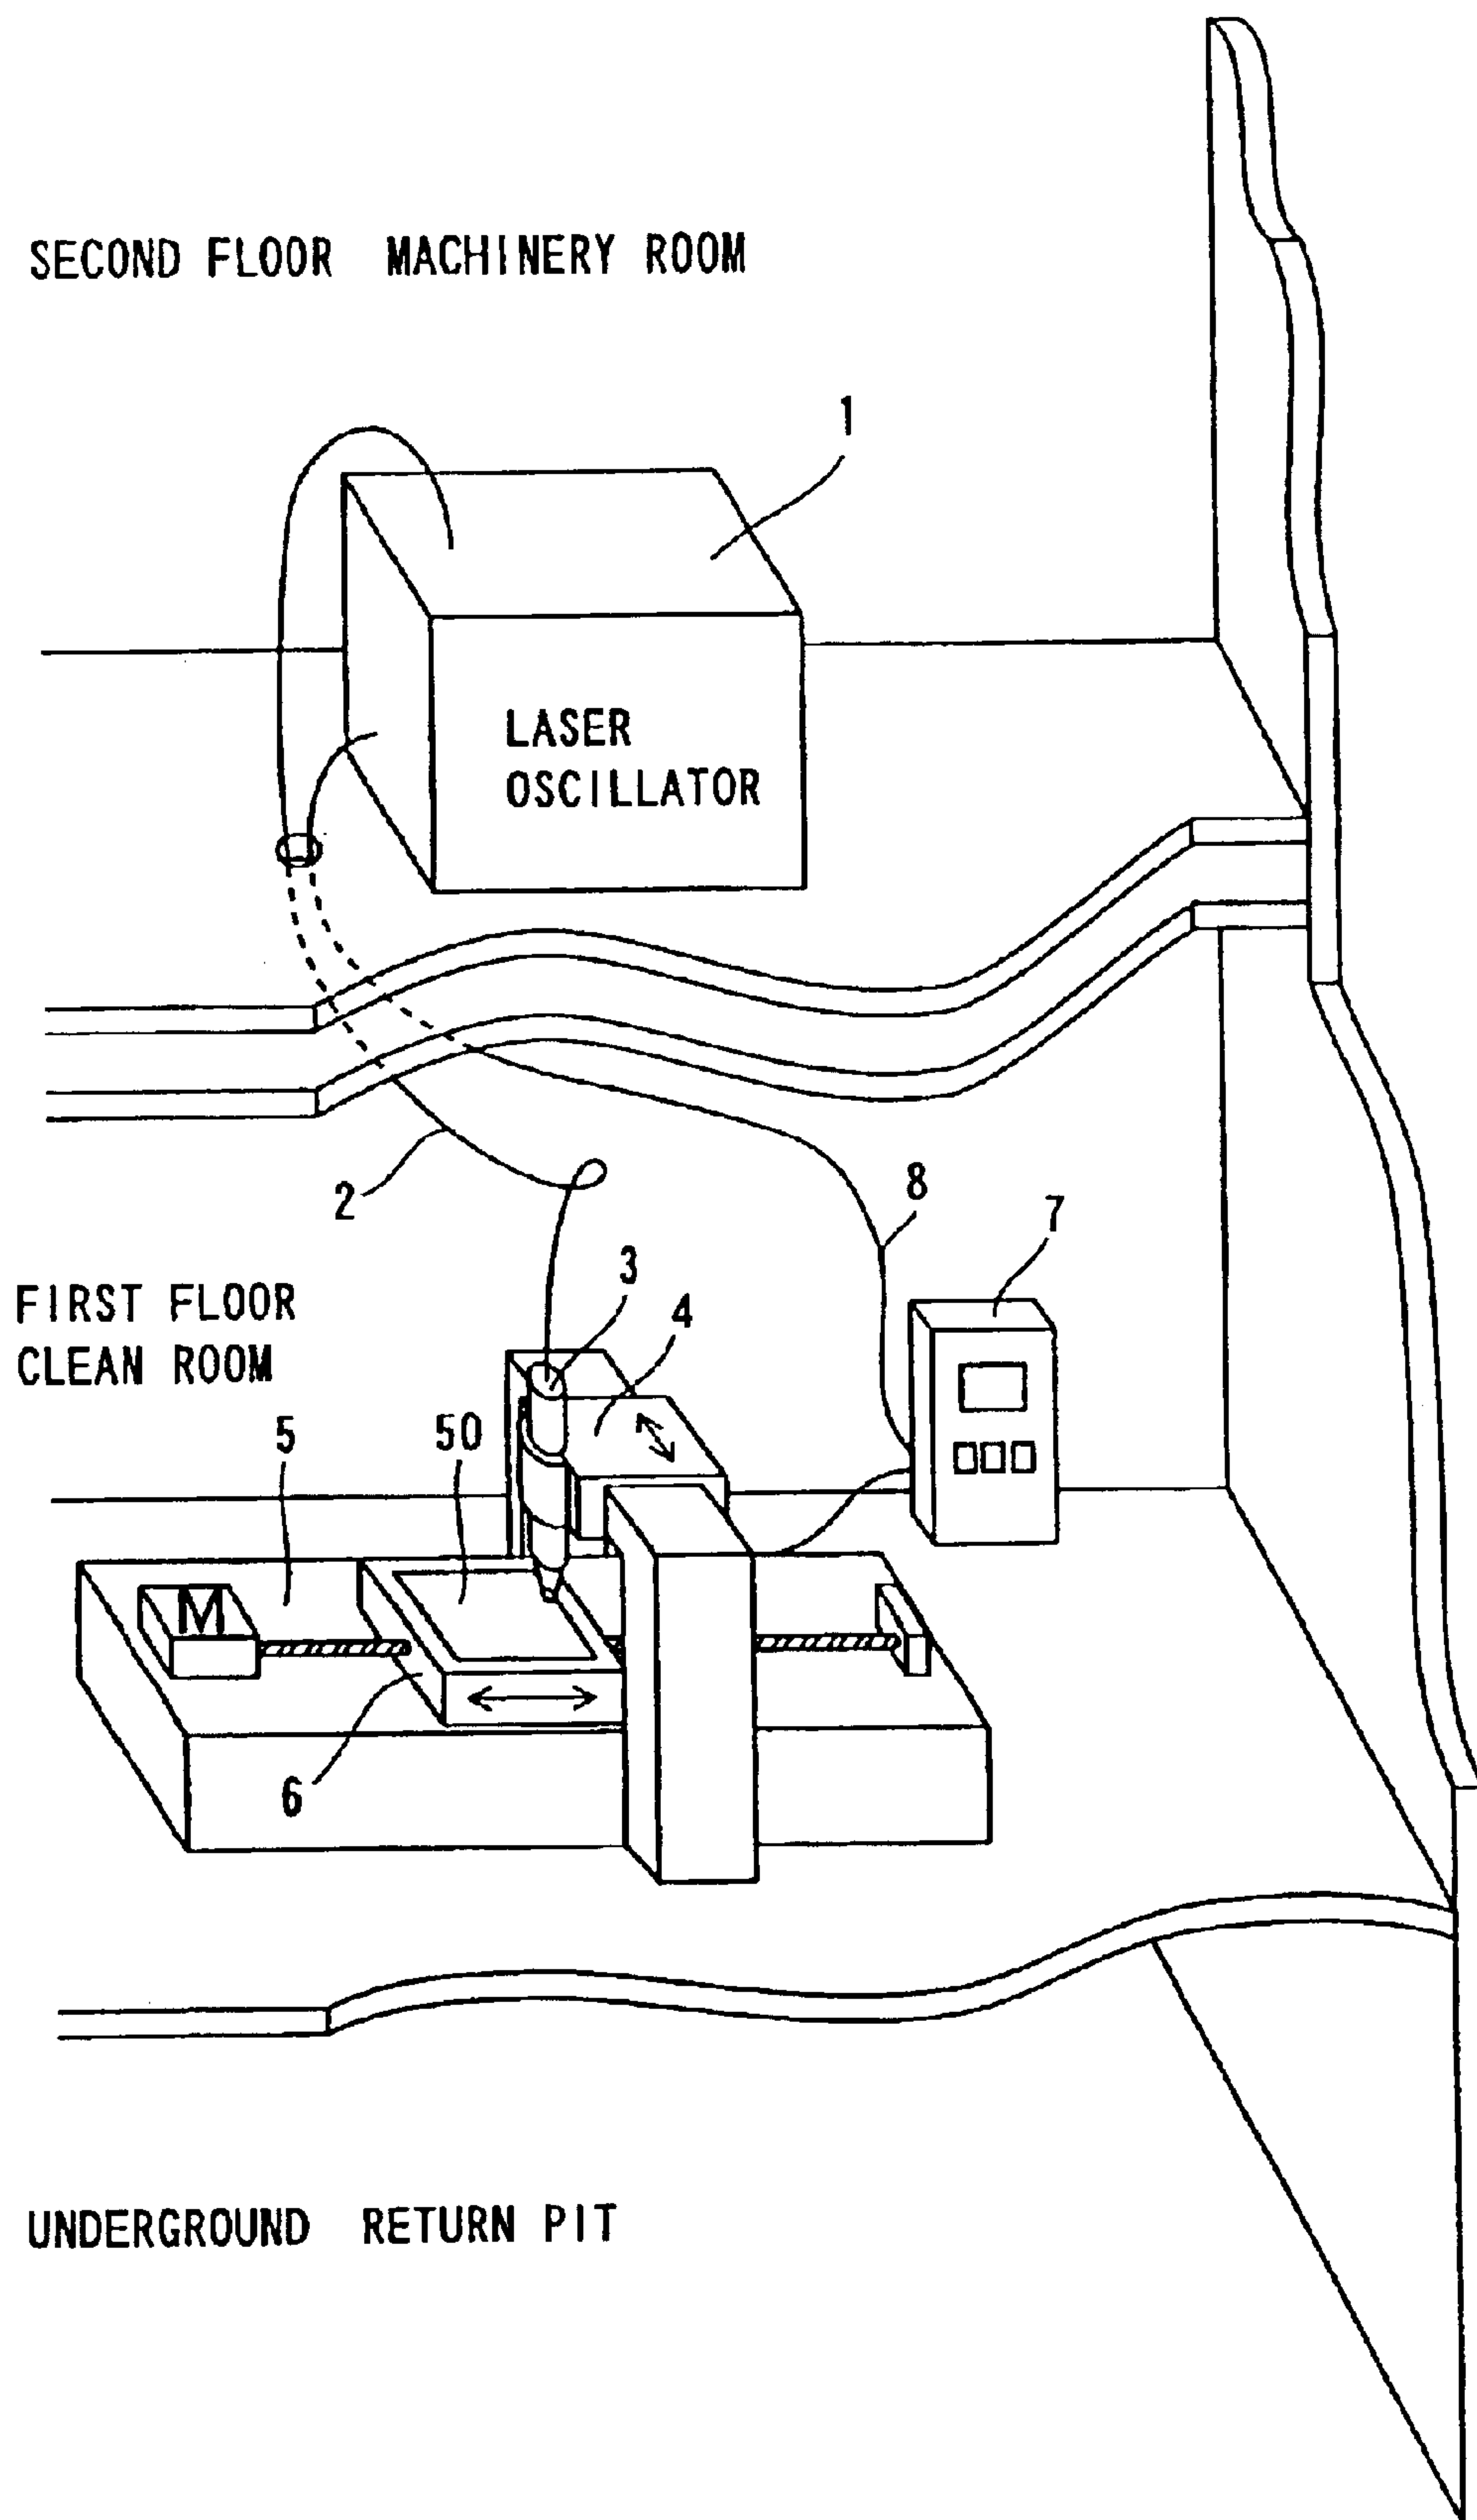 SECOND FLOOR MACHINERY ROOM
1
LASER
OSCILLATOR
2
8
7
3
4
FIRST FLOOR
CLEAN ROOM
5
50
M
6
UNDERGROUND RETURN PIT